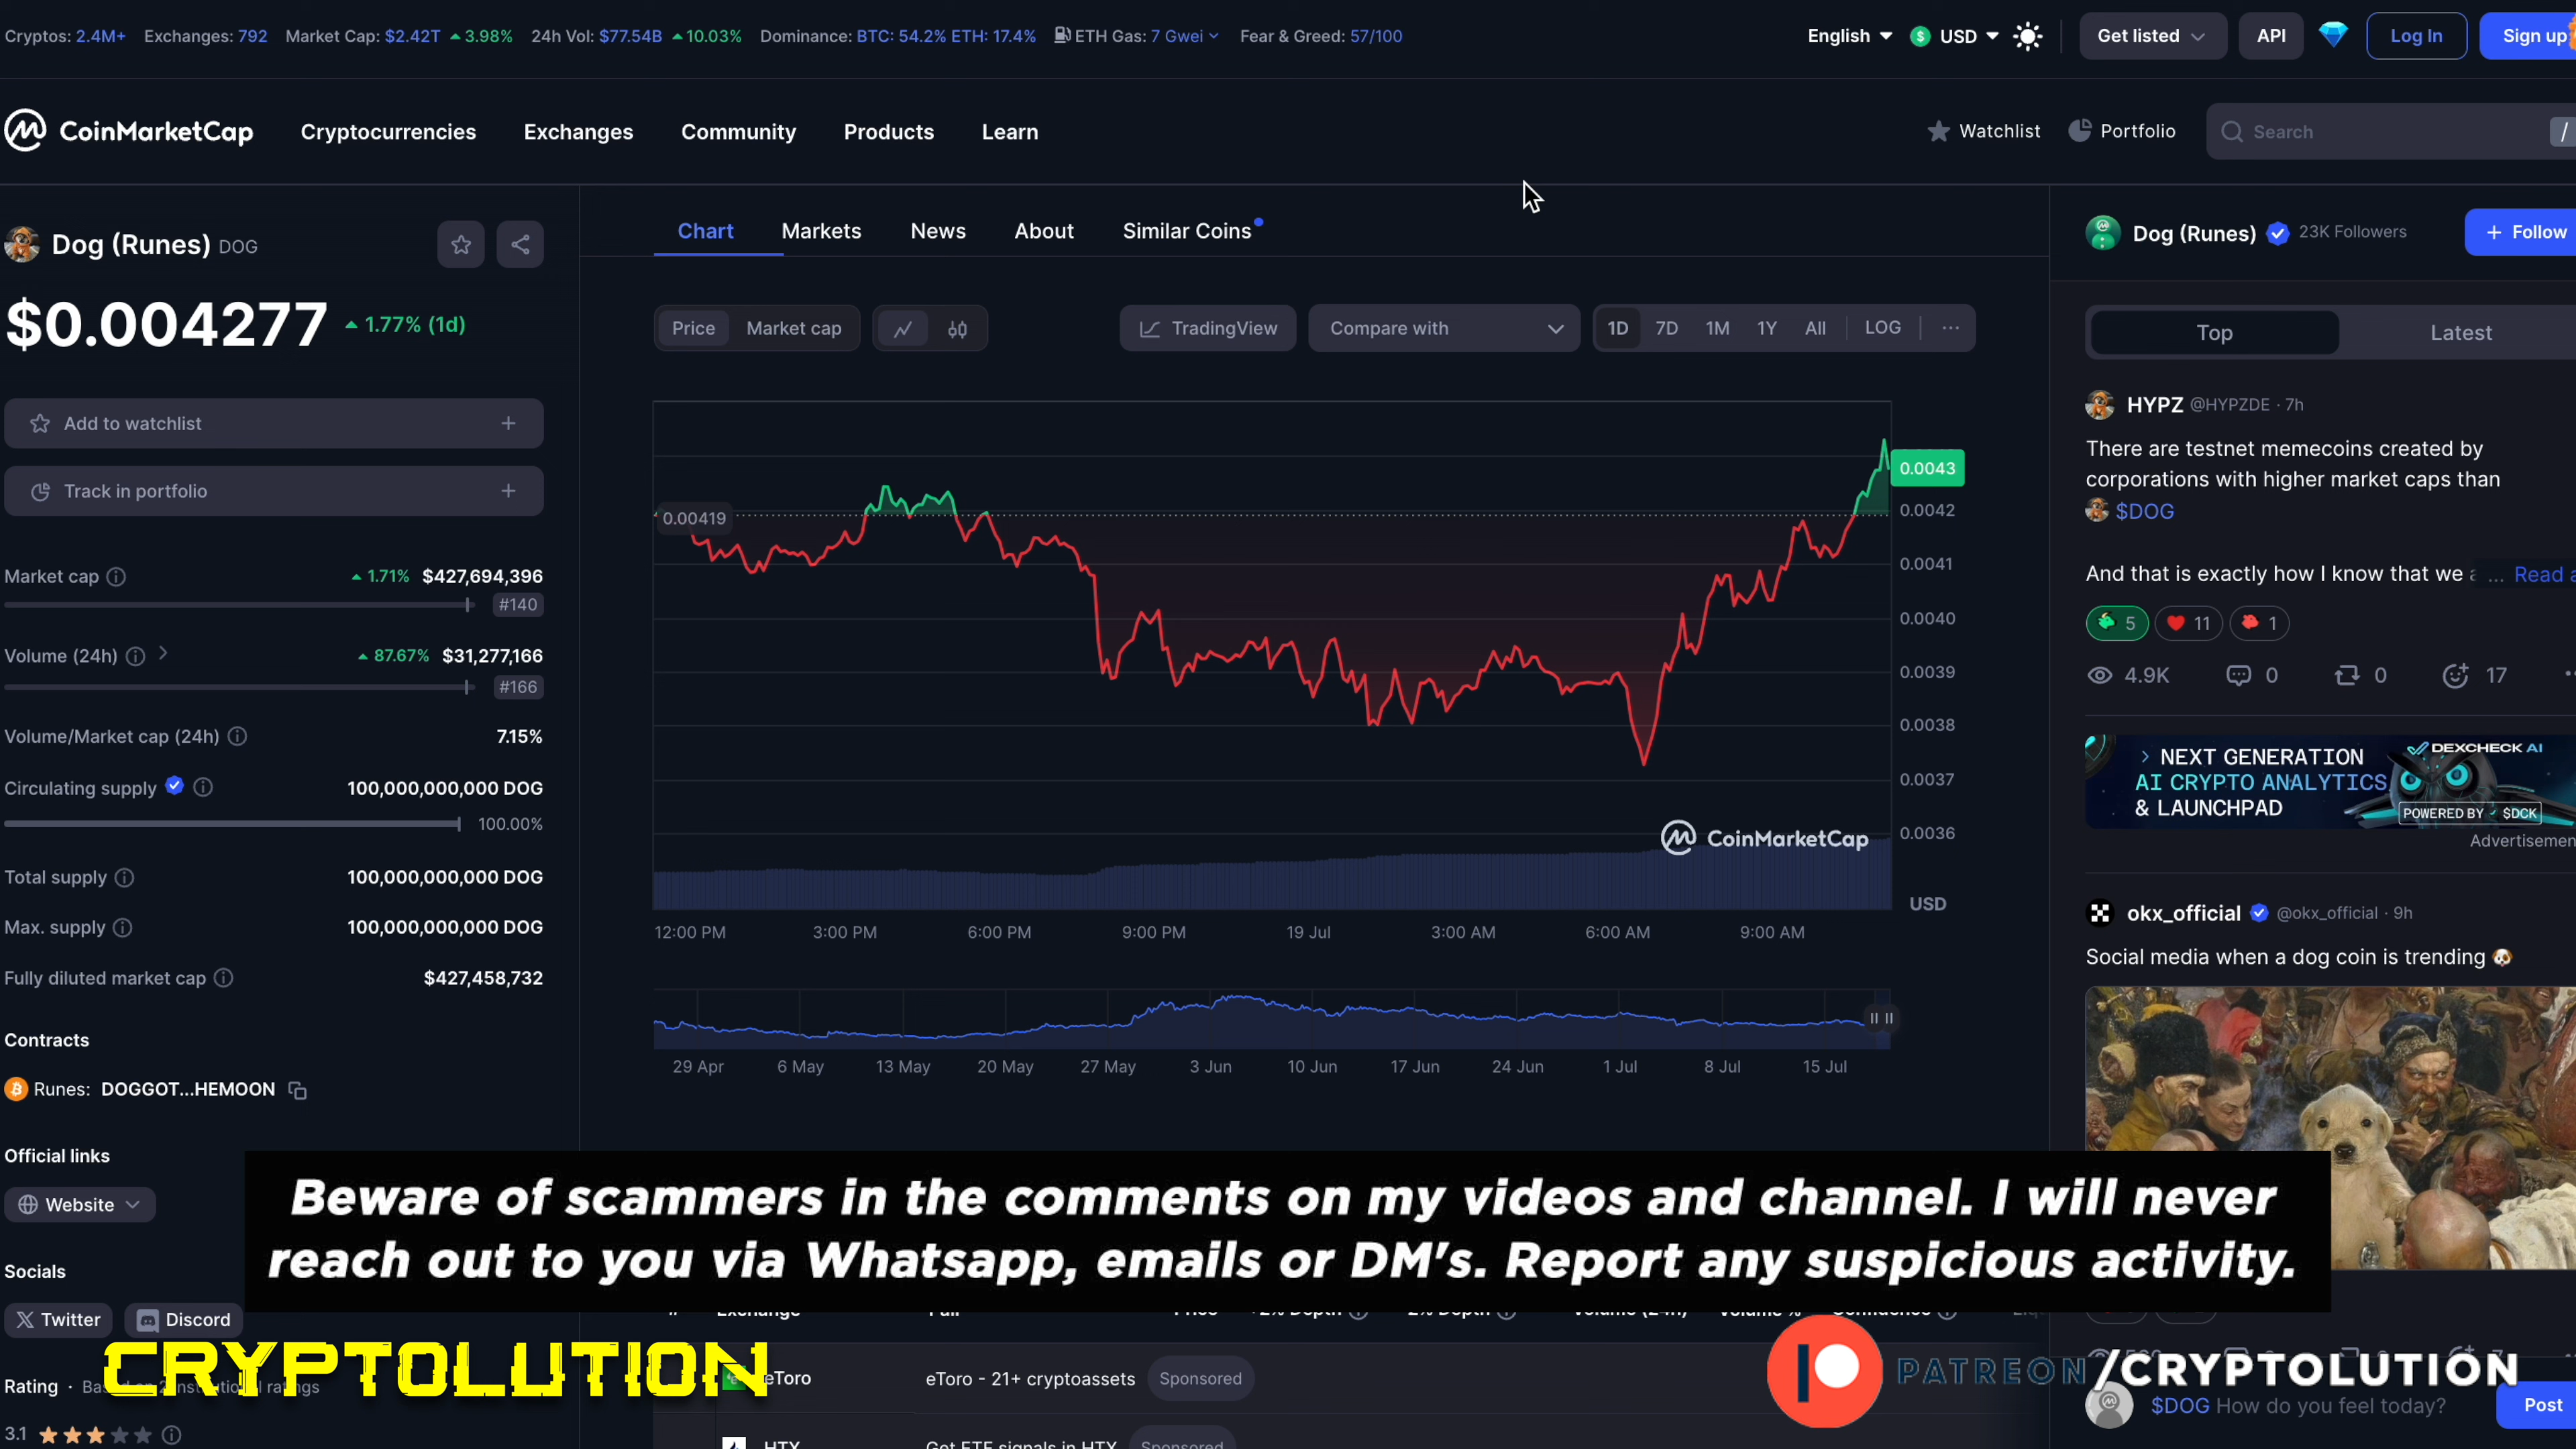 Cryptos: 2.4M+ Exchanges: 792 Market Cap: $2.42T 3.98% 24h Vol: $77.54B 10.03% Dominance: BTC: 54.2% ETH: 17.4% ETH Gas: 7 Gwei Fear & Greed: 57/100
English USD Get listed API Log In Sign up
CoinMarketCap Cryptocurrencies Exchanges Community Products Learn
Watchlist Portfolio Search /
Dog (Runes) DOG
$0.004277 1.77% (1d)
Add to watchlist +
Track in portfolio +
Market cap 1.71% $427,694,396
#140
Volume (24h) 87.67% $31,277,166
#166
Volume/Market cap (24h) 7.15%
Circulating supply 100,000,000,000 DOG
100.00%
Total supply 100,000,000,000 DOG
Max. supply 100,000,000,000 DOG
Fully diluted market cap $427,458,732
Contracts
Runes: DOGGOT...HEMOON
Official links
Website
Socials
Twitter Discord
Rating
3.1
Chart Markets News About Similar Coins
Price Market cap TradingView Compare with 1D 7D 1M 1Y All LOG ...
0.00419
0.0043
0.0042
0.0041
0.0040
0.0039
0.0038
0.0037
0.0036
CoinMarketCap
USD
12:00 PM 3:00 PM 6:00 PM 9:00 PM 19 Jul 3:00 AM 6:00 AM 9:00 AM
29 Apr 6 May 13 May 20 May 27 May 3 Jun 10 Jun 17 Jun 24 Jun 1 Jul 8 Jul 15 Jul
Dog (Runes) 23K Followers + Follow
Top Latest
HYPZ @HYPZDE · 7h
There are testnet memecoins created by
corporations with higher market caps than
$DOG
And that is exactly how I know that we ... Read
5 11 1
4.9K 0 0 17
NEXT GENERATION
AI CRYPTO ANALYTICS
& LAUNCHPAD
DEXCHECK AI
POWERED BY $DCK
okx_official @okx_official · 9h
Social media when a dog coin is trending
Beware of scammers in the comments on my videos and channel. I will never
reach out to you via Whatsapp, emails or DM's. Report any suspicious activity.
CRYPTOLUTION
eToro - 21+ cryptoassets Sponsored
HTX
PATREON/CRYPTOLUTION
$DOG How do you feel today? Post